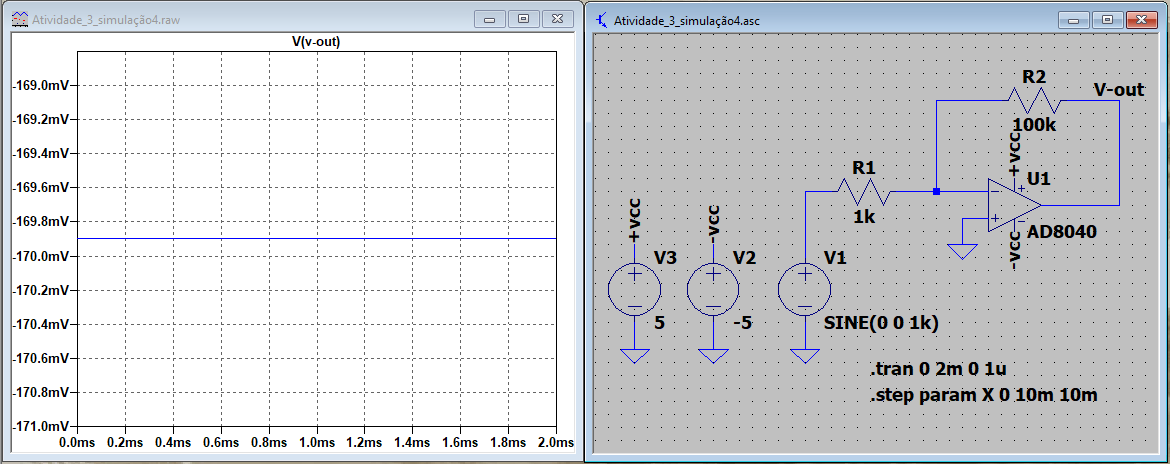 Atividade_3_simulação4.raw
V(v-out)
-169.0mV
-169.2mV
-169.4mV
-169.6mV
-169.8mV
-170.0mV
-170.2mV
-170.4mV
-170.6mV
-170.8mV
-171.0mV
0.0ms 0.2ms 0.4ms 0.6ms 0.8ms 1.0ms 1.2ms 1.4ms 1.6ms 1.8ms 2.0ms
Atividade_3_simulação4.asc
R2
V-out
100k
+vcc
R1
U1
1k
AD8040
-vcc
+vcc
-vcc
V3
V2
V1
5
-5
SINE(0 0 1k)
.tran 0 2m 0 1u
.step param X 0 10m 10m